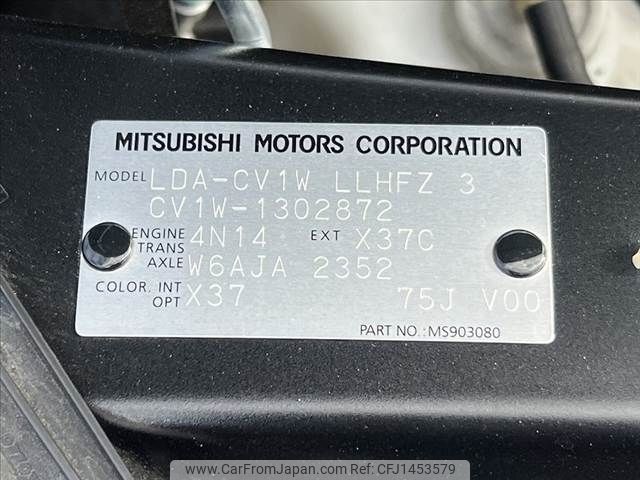 MITSUBISHI MOTORS CORPORATION
MODEL LDA-CV1W LLHFZ 3
CV1W-1302872
ENGINE 4N14 EXT X37C
TRANS
AXLE W6AJA 2352
COLOR, INT X37 75J V00
OPT
PART NO.:MS903080
www.CarFromJapan.com - CFJ1453579